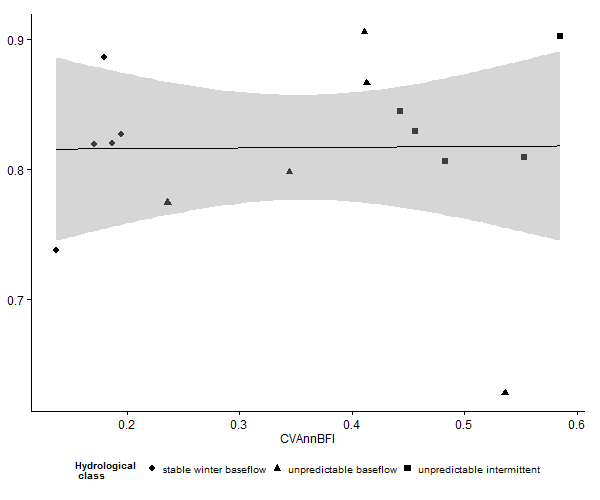 0.9
0.8
0.7
0.2 0.3 0.4 0.5 0.6
CVAnnBFI
Hydrological
class
stable winter baseflow unpredictable baseflow unpredictable intermittent